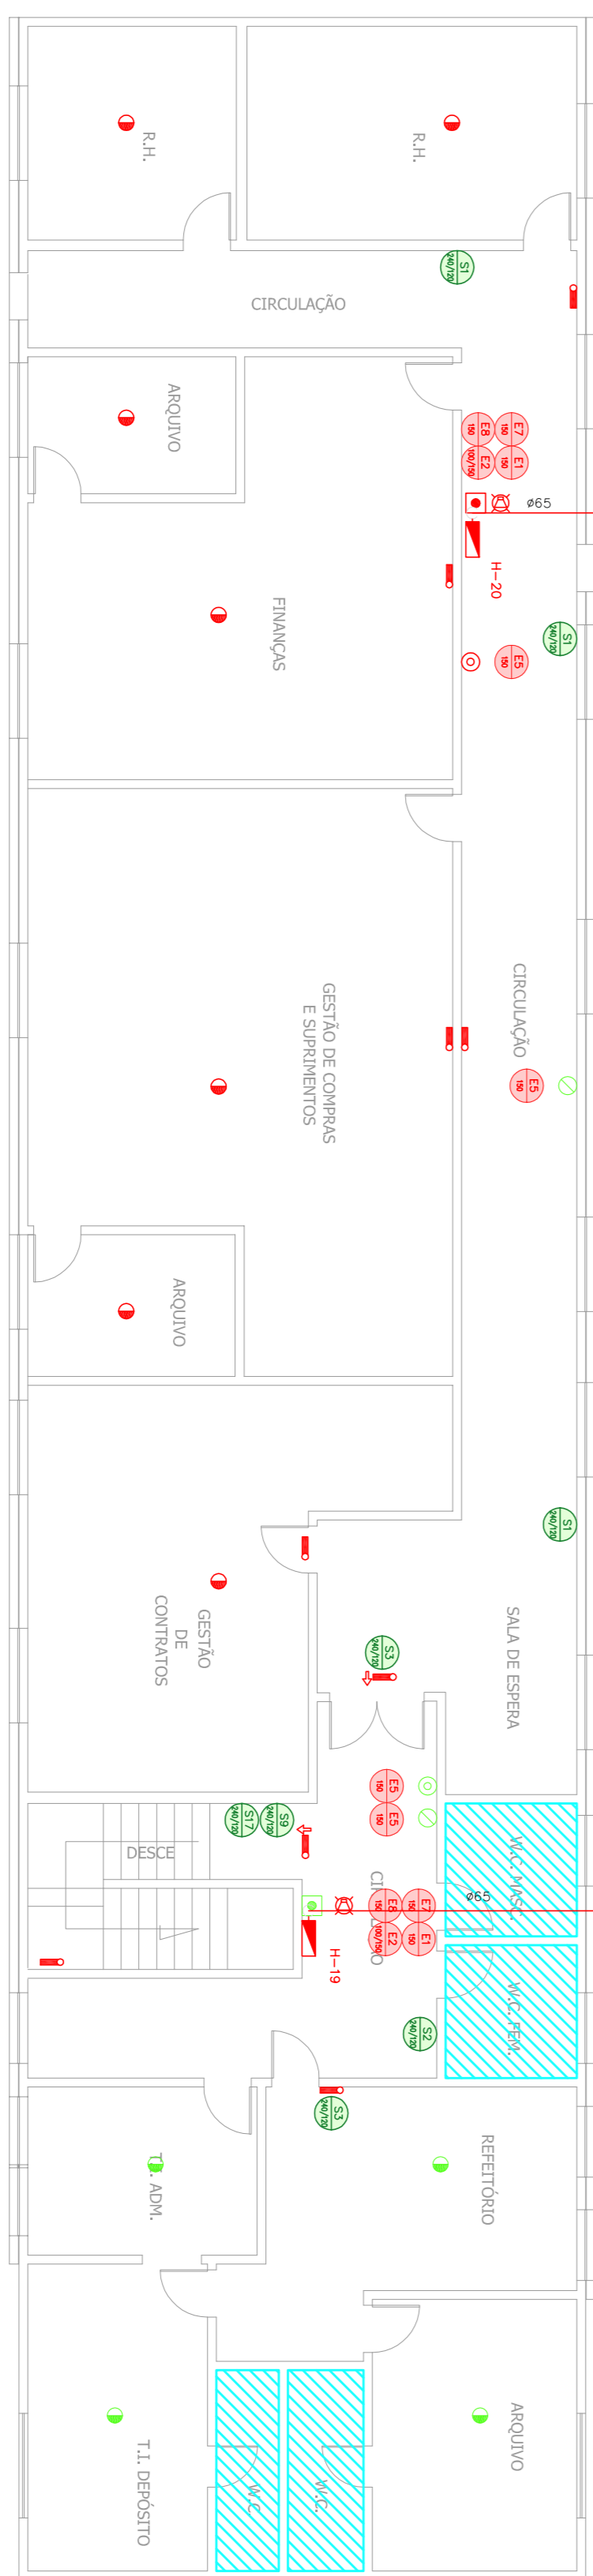 R.H.
R.H.
S1
240/120
CIRCULAÇÃO
ARQUIVO
E8
150
E7
150
E2
100/150
E1
150
ø65
H-20
FINANÇAS
S1
240/120
E5
150
CIRCULAÇÃO
GESTÃO DE COMPRAS
E SUPRIMENTOS
E5
150
ARQUIVO
S1
240/120
GESTÃO
DE
CONTRATOS
SALA DE ESPERA
S3
240/120
E5
150
E5
150
S17
240/120
S9
240/120
DESCE
W.C. MASC.
E8
150
E7
150
E2
100/150
E1
150
ø65
H-19
S2
240/120
W.C. FEM.
S3
240/120
ADM.
REFEITÓRIO
T.I. DEPÓSITO
W.C
W.C.
ARQUIVO